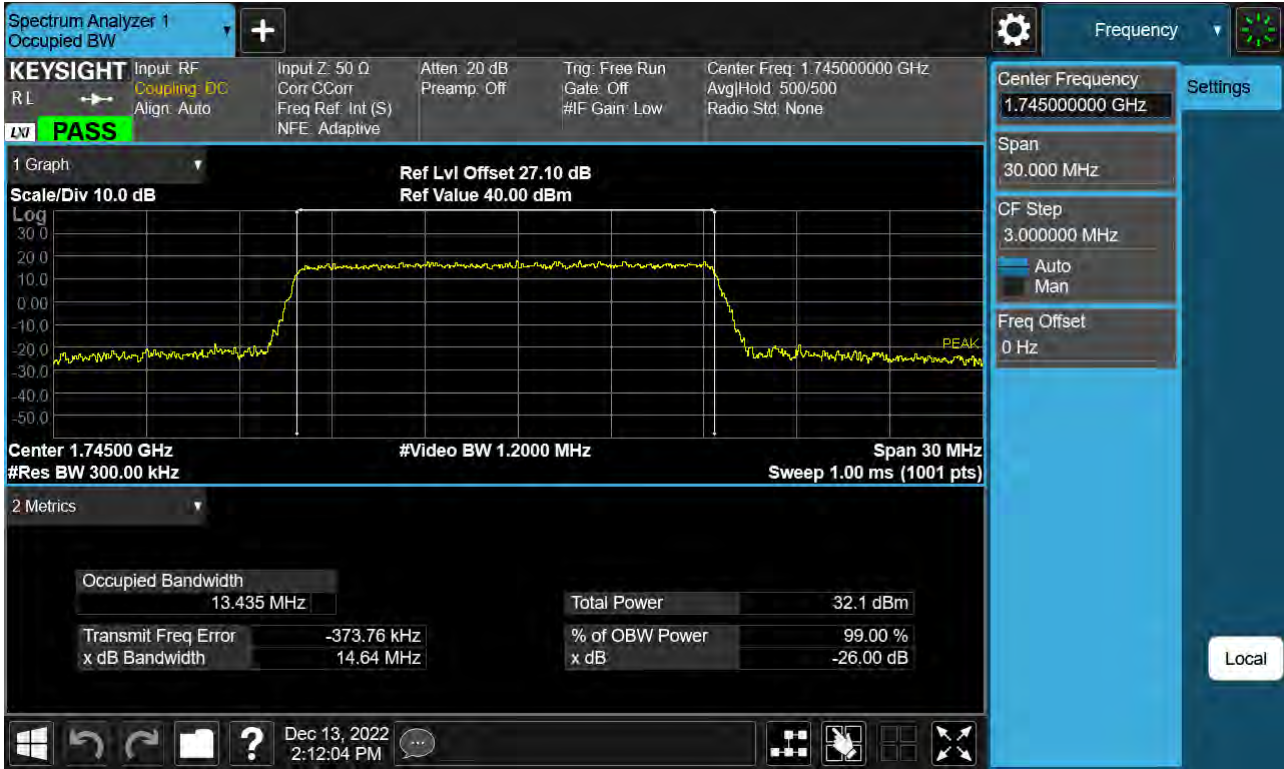 Spectrum Analyzer 1
Occupied BW
Frequency
KEYSIGHT
R L
LXI
PASS
Input: RF
Coupling: DC
Align: Auto
Input Z: 50 Ω
Corr CCorr
Freq Ref: Int (S)
NFE: Adaptive
Atten: 20 dB
Preamp: Off
Trig: Free Run
Gate: Off
#IF Gain: Low
Center Freq: 1.745000000 GHz
Avg|Hold: 500/500
Radio Std: None
Center Frequency
1.745000000 GHz
Settings
Span
30.000 MHz
CF Step
3.000000 MHz
Auto
Man
Freq Offset
0 Hz
Local
1 Graph
Scale/Div 10.0 dB
Ref Lvl Offset 27.10 dB
Ref Value 40.00 dBm
Log
30.0
20.0
10.0
0.00
-10.0
-20.0
-30.0
-40.0
-50.0
PEAK
Center 1.74500 GHz
#Video BW 1.2000 MHz
Span 30 MHz
#Res BW 300.00 kHz
Sweep 1.00 ms (1001 pts)
2 Metrics
Occupied Bandwidth
13.435 MHz
Total Power 32.1 dBm
Transmit Freq Error -373.76 kHz
% of OBW Power 99.00 %
x dB Bandwidth 14.64 MHz
x dB -26.00 dB
?
Dec 13, 2022
2:12:04 PM